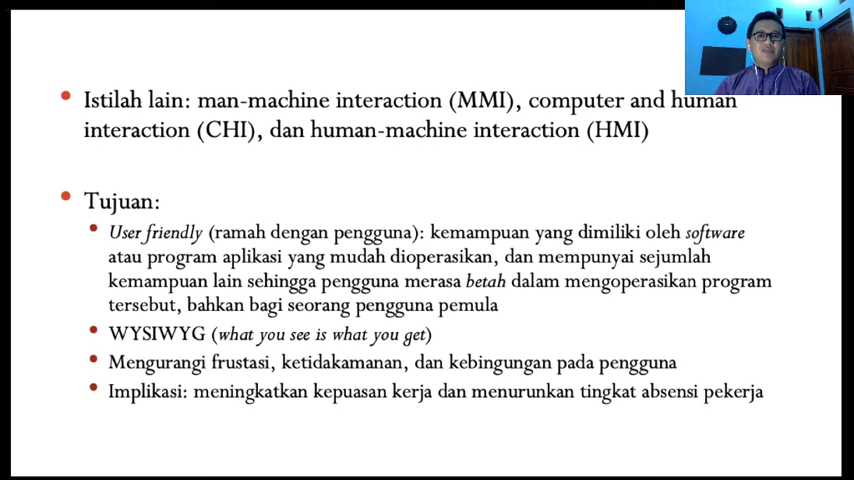 Istilah lain: man-machine interaction (MMI), computer and human
interaction (CHI), dan human-machine interaction (HMI)
Tujuan:
User friendly (ramah dengan pengguna): kemampuan yang dimiliki oleh software
atau program aplikasi yang mudah dioperasikan, dan mempunyai sejumlah
kemampuan lain sehingga pengguna merasa betah dalam mengoperasikan program
tersebut, bahkan bagi seorang pengguna pemula
WYSIWYG (what you see is what you get)
Mengurangi frustasi, ketidakamanan, dan kebingungan pada pengguna
Implikasi: meningkatkan kepuasan kerja dan menurunkan tingkat absensi pekerja